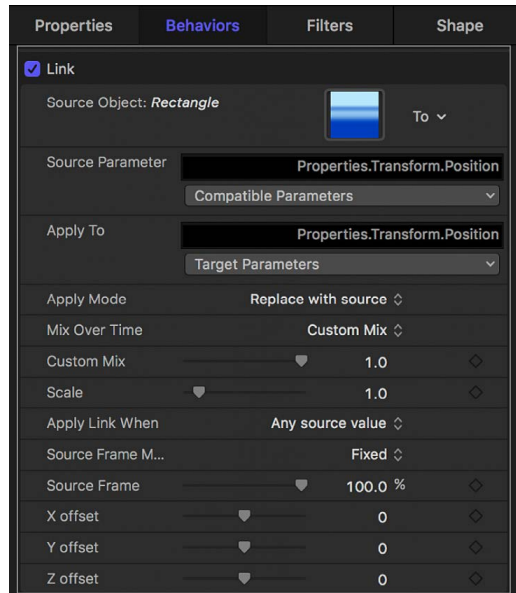 Properties Behaviors Filters Shape
Link
Source Object: Rectangle To
Source Parameter Properties.Transform.Position
Compatible Parameters
Apply To Properties.Transform.Position
Target Parameters
Apply Mode Replace with source
Mix Over Time Custom Mix
Custom Mix 1.0
Scale 1.0
Apply Link When Any source value
Source Frame M... Fixed
Source Frame 100.0 %
X offset 0
Y offset 0
Z offset 0